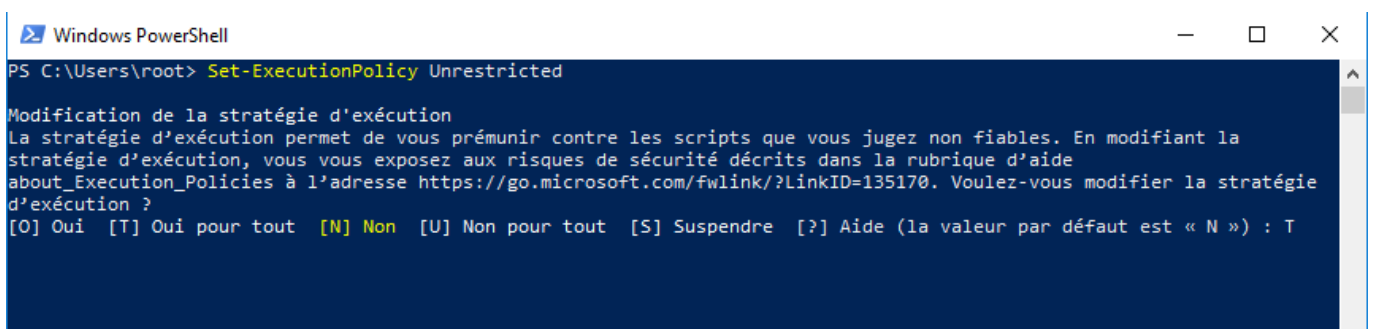 Windows PowerShell
PS C:\Users\root> Set-ExecutionPolicy Unrestricted
Modification de la stratégie d'exécution
La stratégie d’exécution permet de vous prémunir contre les scripts que vous jugez non fiables. En modifiant la
stratégie d’exécution, vous vous exposez aux risques de sécurité décrits dans la rubrique d’aide
about_Execution_Policies à l’adresse https://go.microsoft.com/fwlink/?LinkID=135170. Voulez-vous modifier la stratégie
d’exécution ?
[O] Oui  [T] Oui pour tout  [N] Non  [U] Non pour tout  [S] Suspendre  [?] Aide (la valeur par défaut est « N ») : T